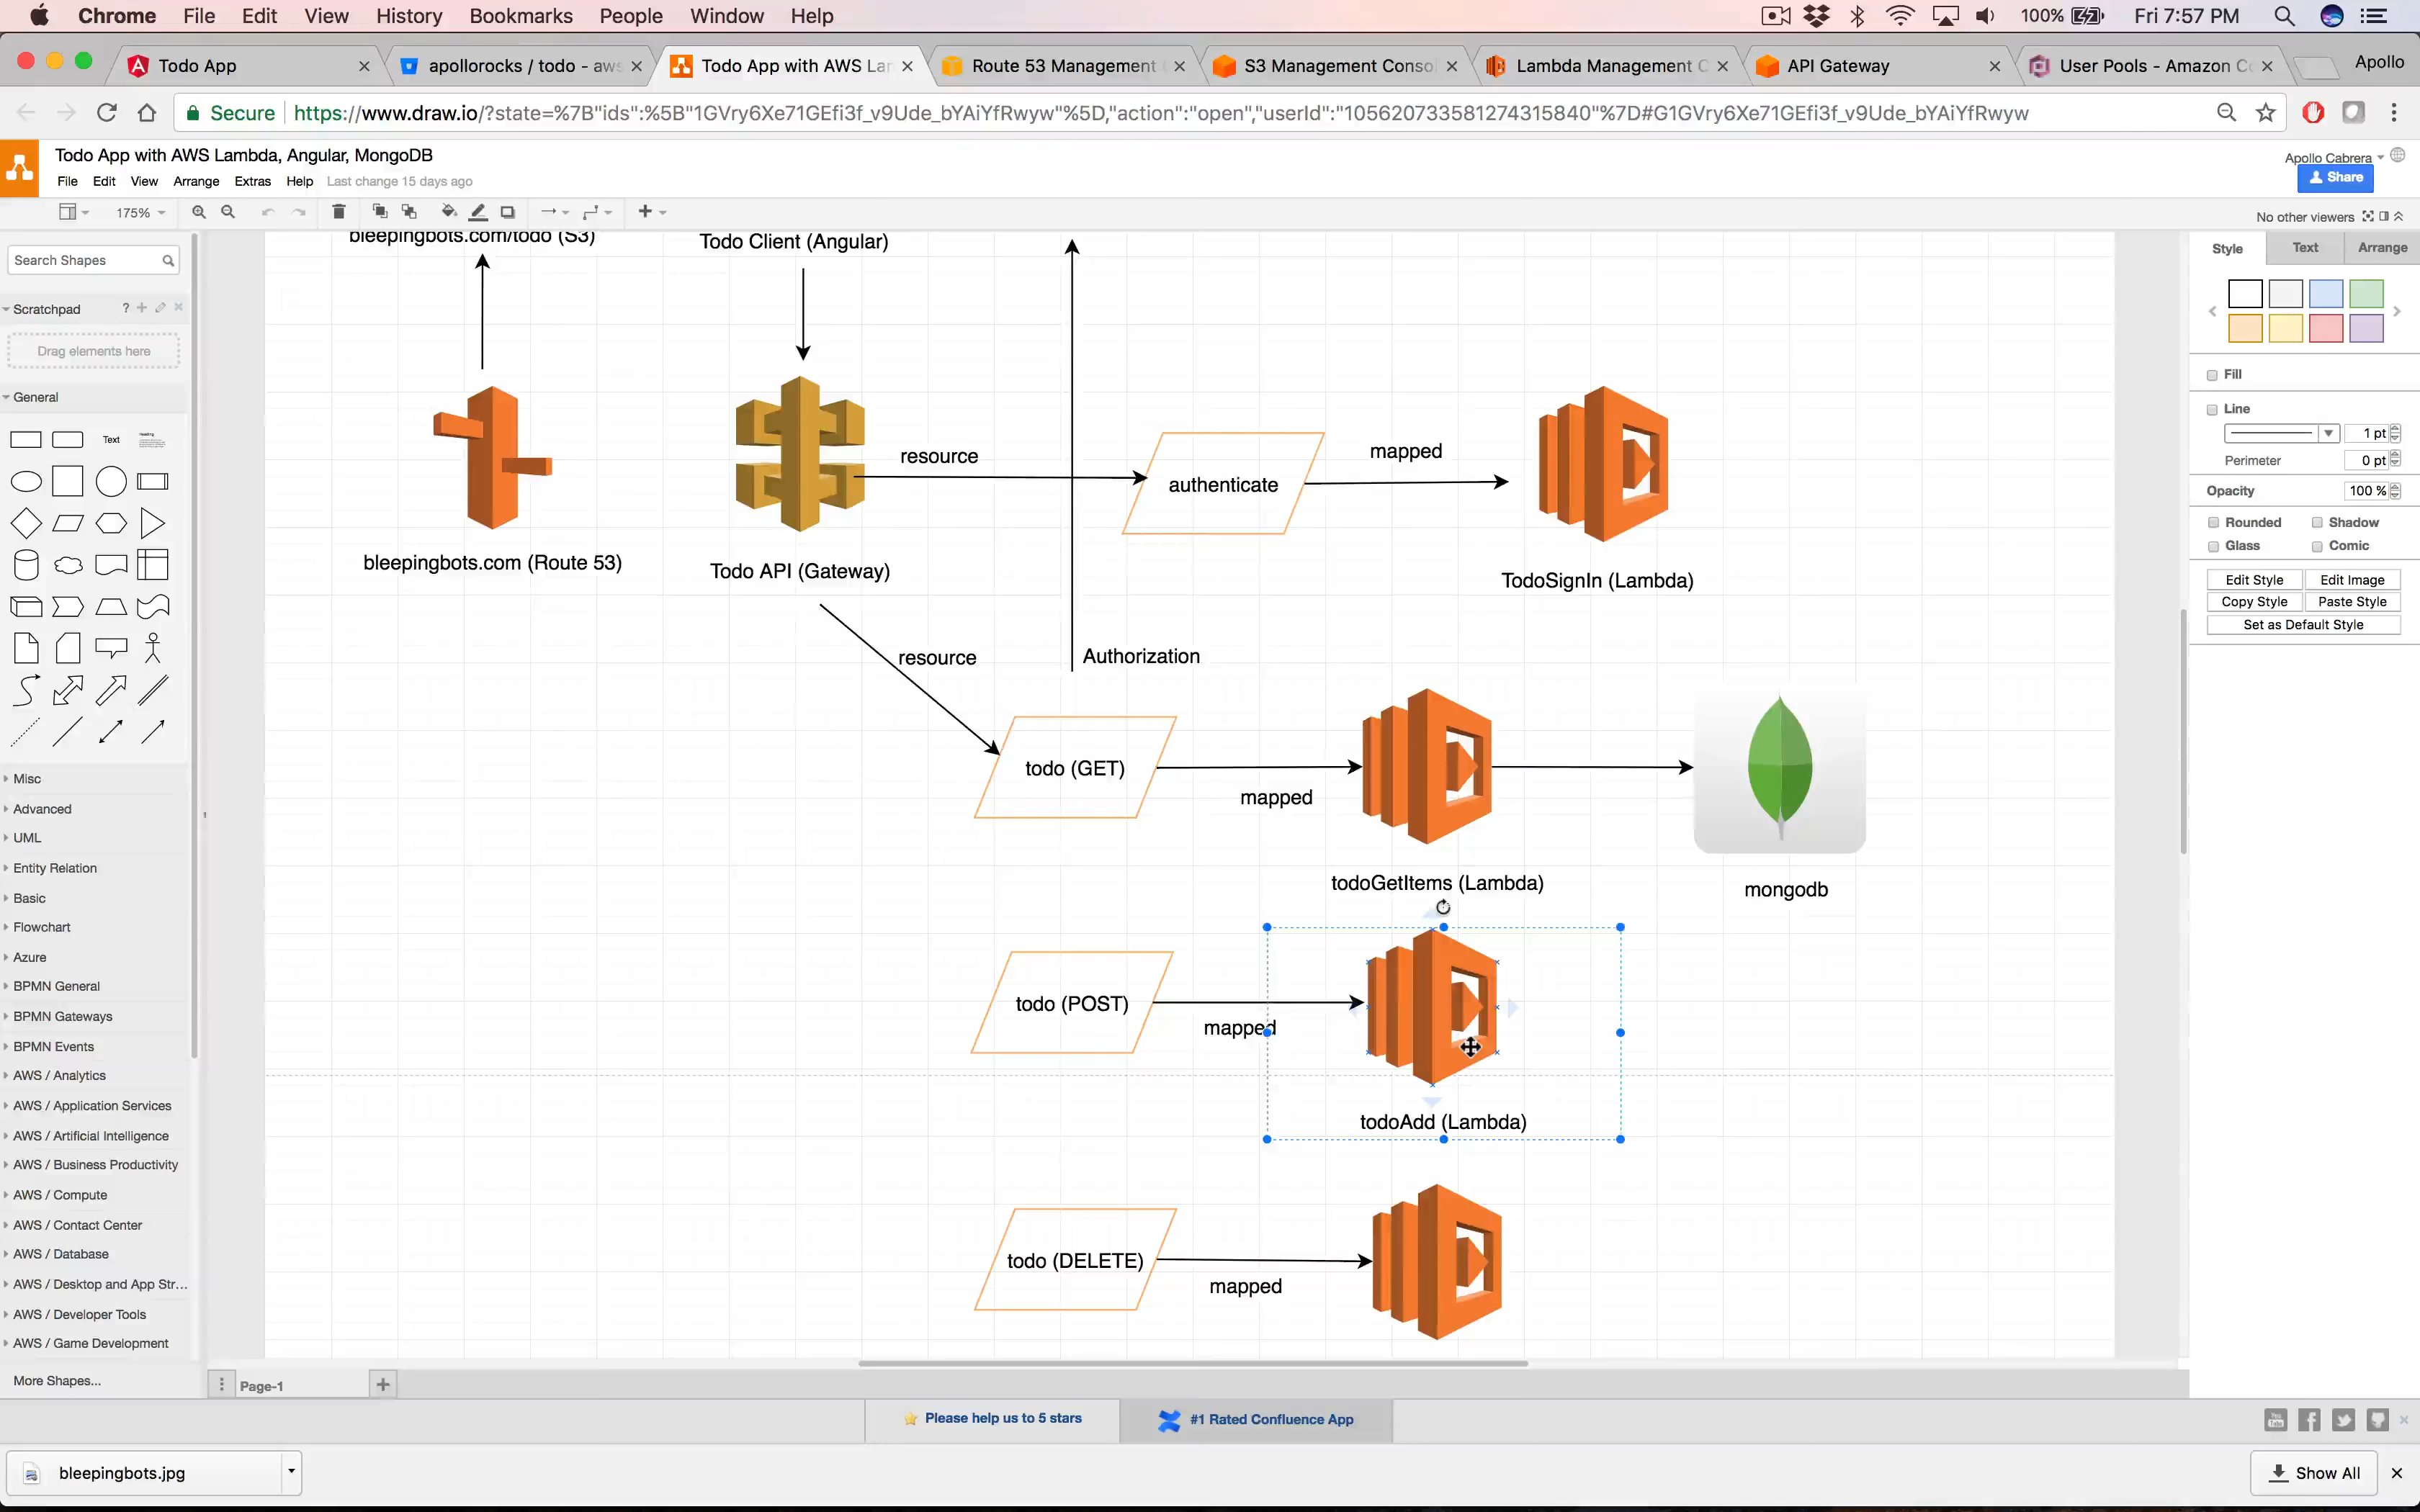 Chrome File Edit View History Bookmarks People Window Help 100% Fri 7:57 PM
Todo App apollorocks / todo - aws Todo App with AWS Lan Route 53 Management S3 Management Conso Lambda Management C API Gateway User Pools - Amazon Co Apollo
Secure https://www.draw.io/?state=%7B"ids":%5B"1GVry6Xe71GEfi3f_v9Ude_bYAiYfRwyw"%5D,"action":"open","userId":"105620733581274315840"%7D#G1GVry6Xe71GEfi3f_v9Ude_bYAiYfRwyw
Todo App with AWS Lambda, Angular, MongoDB
Apollo Cabrera
File Edit View Arrange Extras Help Last change 15 days ago
Share
175%
No other viewers
Search Shapes
Scratchpad ?
Drag elements here
General
Text
Misc
Advanced
UML
Entity Relation
Basic
Flowchart
Azure
BPMN General
BPMN Gateways
BPMN Events
AWS / Analytics
AWS / Application Services
AWS / Artificial Intelligence
AWS / Business Productivity
AWS / Compute
AWS / Contact Center
AWS / Database
AWS / Desktop and App Str...
AWS / Developer Tools
AWS / Game Development
More Shapes...
bleepingbots.com/todo (S3)
Todo Client (Angular)
resource
authenticate
mapped
bleepingbots.com (Route 53)
Todo API (Gateway)
TodoSignIn (Lambda)
resource
Authorization
todo (GET)
mapped
todoGetItems (Lambda)
mongodb
todo (POST)
mapped
todoAdd (Lambda)
todo (DELETE)
mapped
Style Text Arrange
Fill
Line
1 pt
Perimeter 0 pt
Opacity 100 %
Rounded Shadow
Glass Comic
Edit Style Edit Image
Copy Style Paste Style
Set as Default Style
Page-1
Please help us to 5 stars
#1 Rated Confluence App
bleepingbots.jpg
Show All